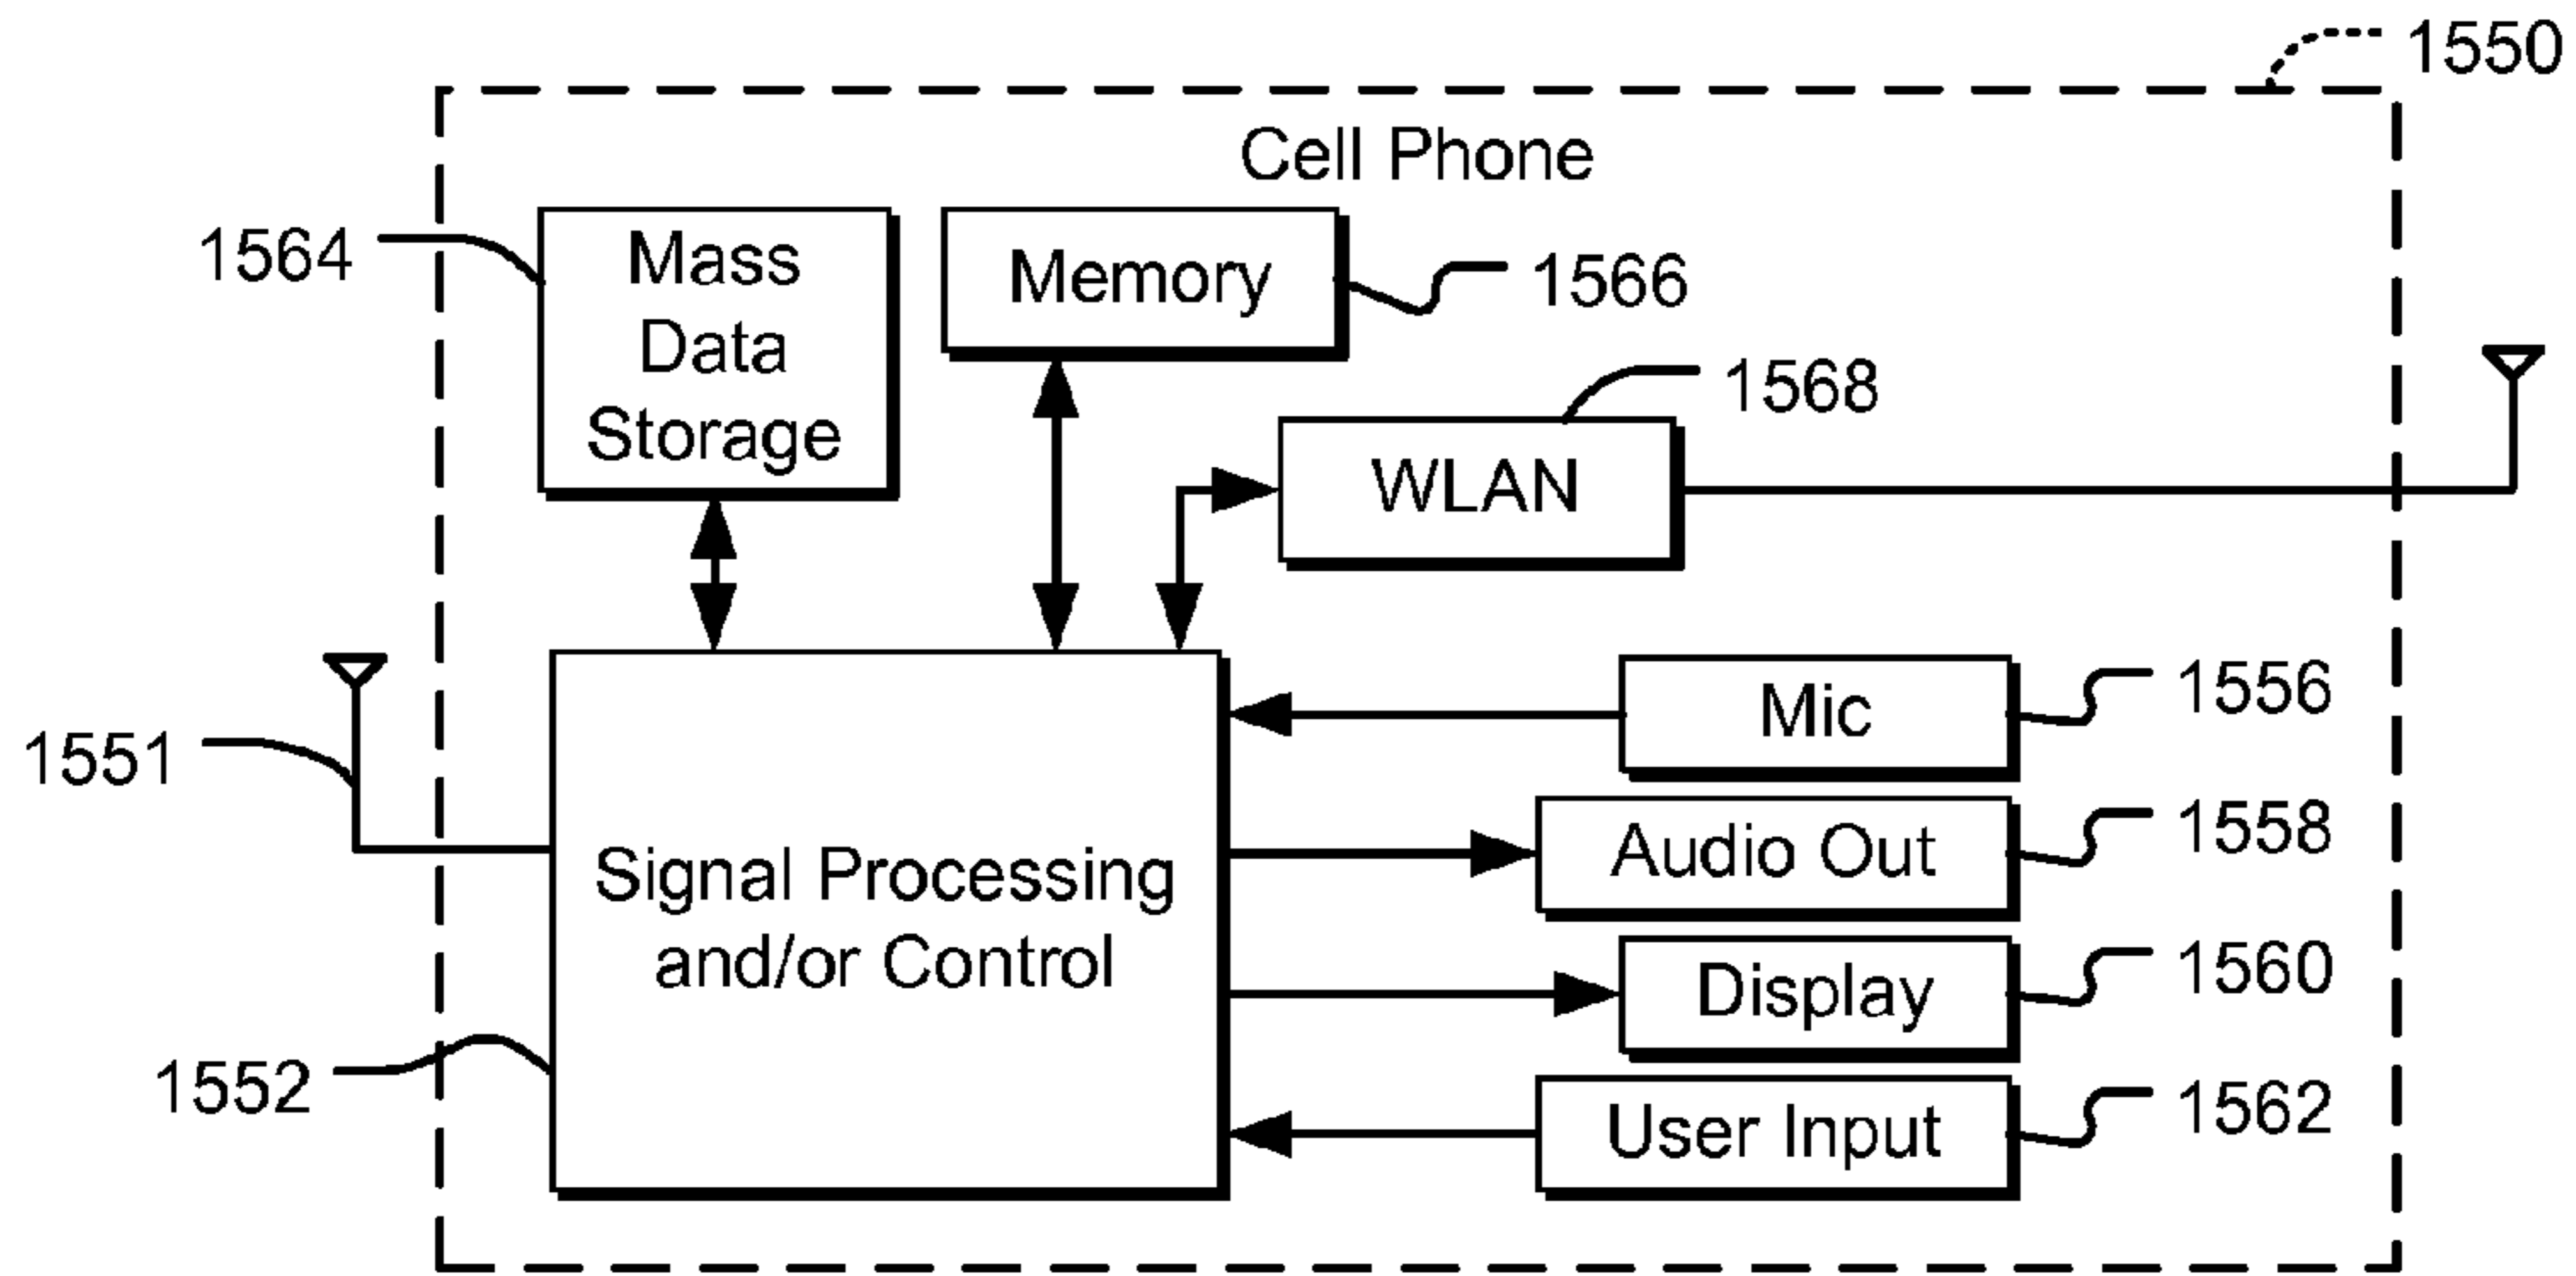 1550
Cell Phone
1564
Mass
Data
Storage
Memory
1566
1568
WLAN
1551
Mic
1556
Audio Out
1558
Signal Processing
and/or Control
Display
1560
1552
User Input
1562